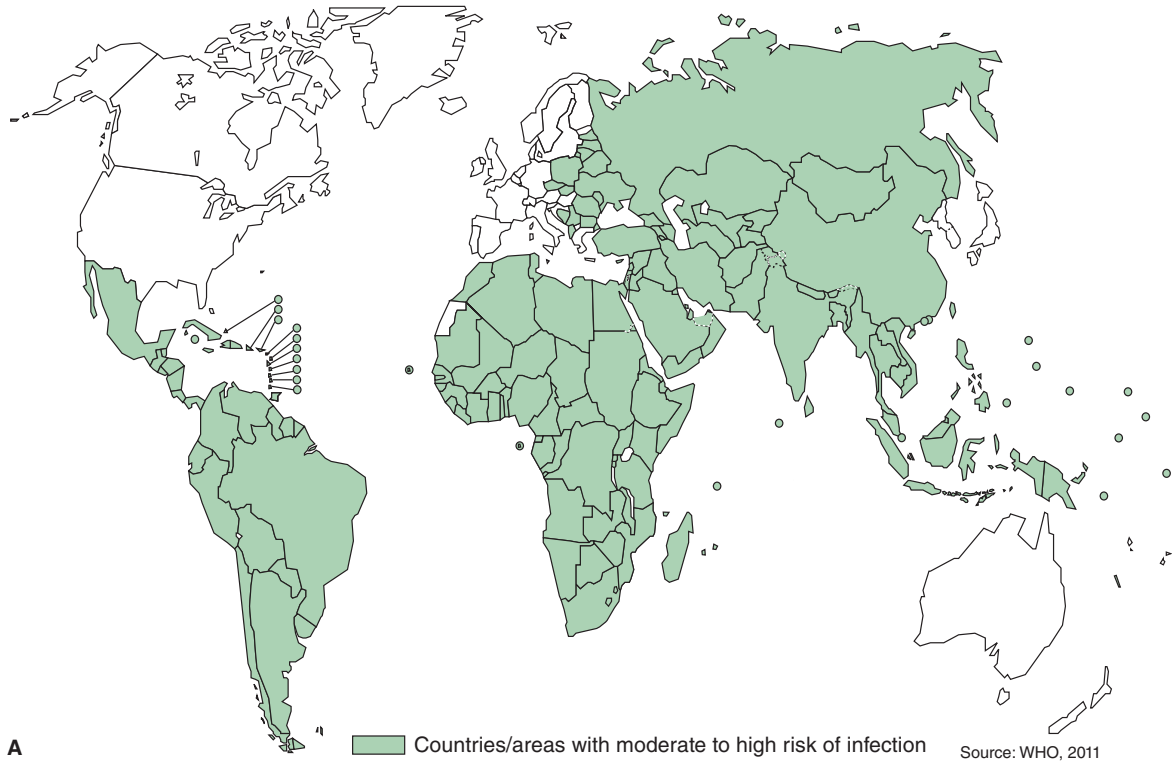 A
Countries/areas with moderate to high risk of infection
Source: WHO, 2011